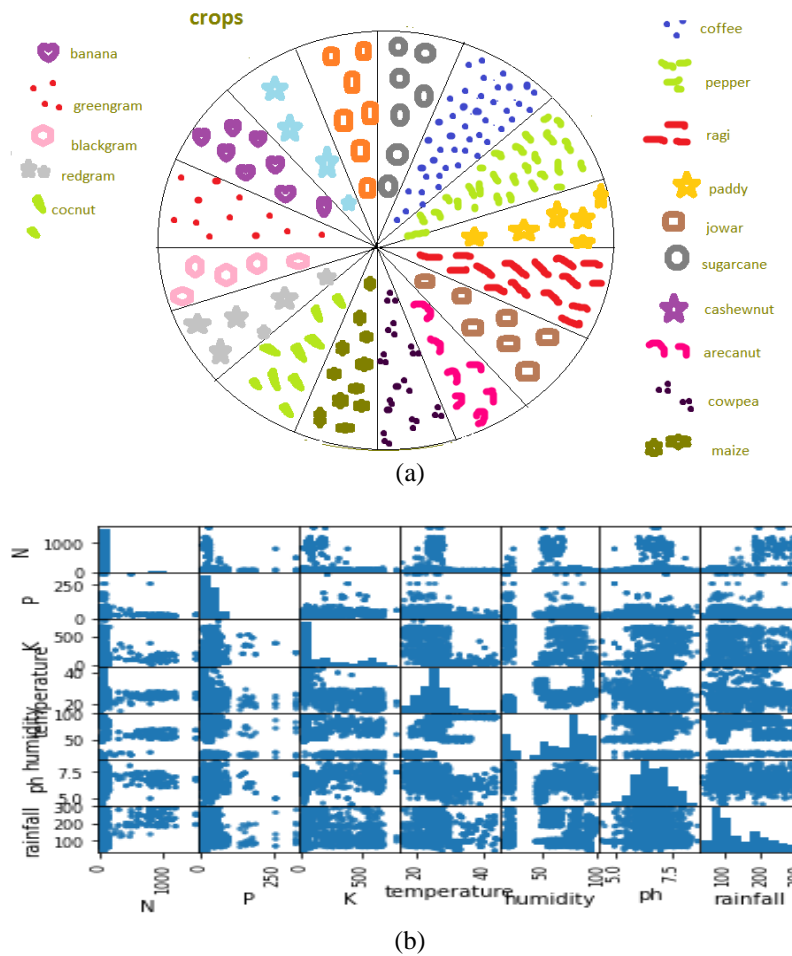 crops
banana
greengram
blackgram
redgram
cocnut
coffee
pepper
ragi
paddy
jowar
sugarcane
cashewnut
arecanut
cowpea
maize
(a)
N
1000
0
P
250
0
K
500
0
temperature
40
20
humidity
100
50
ph
7.5
5.0
rainfall
300
200
100
0
1000
N
0
250
P
0
500
K
20
40
temperature
50
100
humidity
5.0
7.5
ph
100
200
300
rainfall
(b)